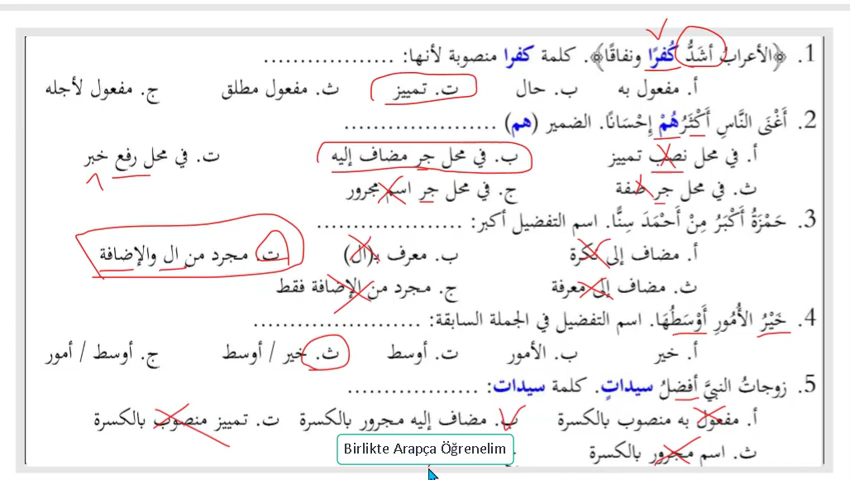 1. ﴿الأعرابُ أشَدُّ كُفرًا ونفاقًا﴾. كلمة كفرا منصوبة لأنها: ..................
أ. مفعول به ب. حال ت. تمييز ث. مفعول مطلق ج. مفعول لأجله
2. أَغْنَى النَّاسِ أَكْثَرُهُمْ إِحْسَانًا. الضمير (هم) ..................
أ. في محل نصب تمييز ب. في محل جر مضاف إليه ت. في محل رفع خبر
ث. في محل جر صفة ج. في محل جر اسم مجرور
3. حَمْزَةُ أَكْبَرُ مِنْ أَحْمَدَ سِنًّا. اسم التفضيل أكبر: .................
أ. مضاف إلى نكرة ب. معرف بـ(ال) ت. مجرد من ال والإضافة
ث. مضاف إلى معرفة ج. مجرد من الإضافة فقط
4. خَيْرُ الأُمُورِ أَوْسَطُهَا. اسم التفضيل في الجملة السابقة: ....................
أ. خير ب. الأمور ت. أوسط ث. خير / أوسط ج. أوسط / أمور
5. زوجاتُ النبيِّ أفضلُ سيداتٍ. كلمة سيدات: ..................
أ. مفعول به منصوب بالكسرة ب. مضاف إليه مجرور بالكسرة ت. تمييز منصوب بالكسرة
ث. اسم مجرور بالكسرة
Birlikte Arapça Öğrenelim